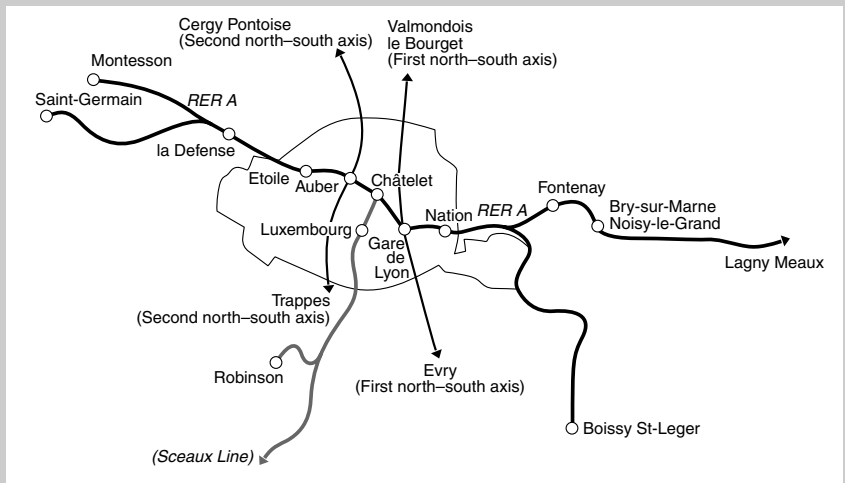 Cergy Pontoise
(Second north–south axis)
Valmondois
le Bourget
(First north–south axis)
Montesson
Saint-Germain
RER A
la Defense
Etoile
Auber
Châtelet
Luxembourg
Gare
de
Lyon
Nation
RER A
Fontenay
Bry-sur-Marne
Noisy-le-Grand
Lagny Meaux
Trappes
(Second north–south axis)
Robinson
Evry
(First north–south axis)
Boissy St-Leger
(Sceaux Line)